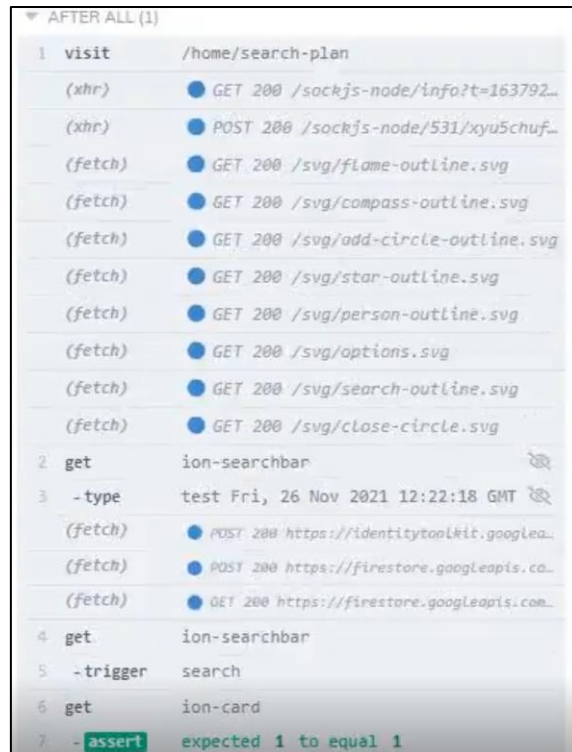 AFTER ALL (1)
1 visit /home/search-plan
(xhr) GET 200 /sockjs-node/info?t=163792…
(xhr) POST 200 /sockjs-node/531/xyu5chuf…
(fetch) GET 200 /svg/flame-outline.svg
(fetch) GET 200 /svg/compass-outline.svg
(fetch) GET 200 /svg/add-circle-outline.svg
(fetch) GET 200 /svg/star-outline.svg
(fetch) GET 200 /svg/person-outline.svg
(fetch) GET 200 /svg/options.svg
(fetch) GET 200 /svg/search-outline.svg
(fetch) GET 200 /svg/close-circle.svg
2 get ion-searchbar
3 -type test Fri, 26 Nov 2021 12:22:18 GMT
(fetch) POST 200 https://identitytoolkit.googlea…
(fetch) POST 200 https://firestore.googleapis.co…
(fetch) GET 200 https://firestore.googleapis.com…
4 get ion-searchbar
5 -trigger search
6 get ion-card
7 -assert expected 1 to equal 1